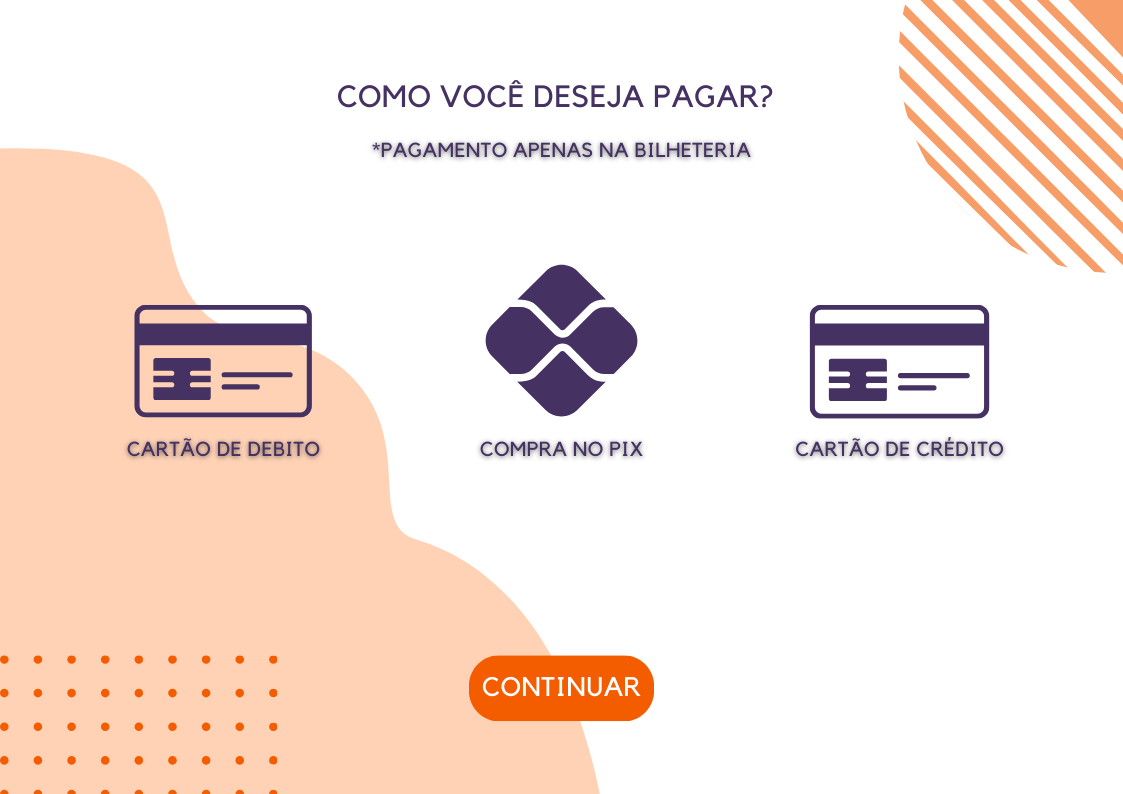 COMO VOCÊ DESEJA PAGAR?
*PAGAMENTO APENAS NA BILHETERIA
CARTÃO DE DEBITO
COMPRA NO PIX
CARTÃO DE CRÉDITO
CONTINUAR